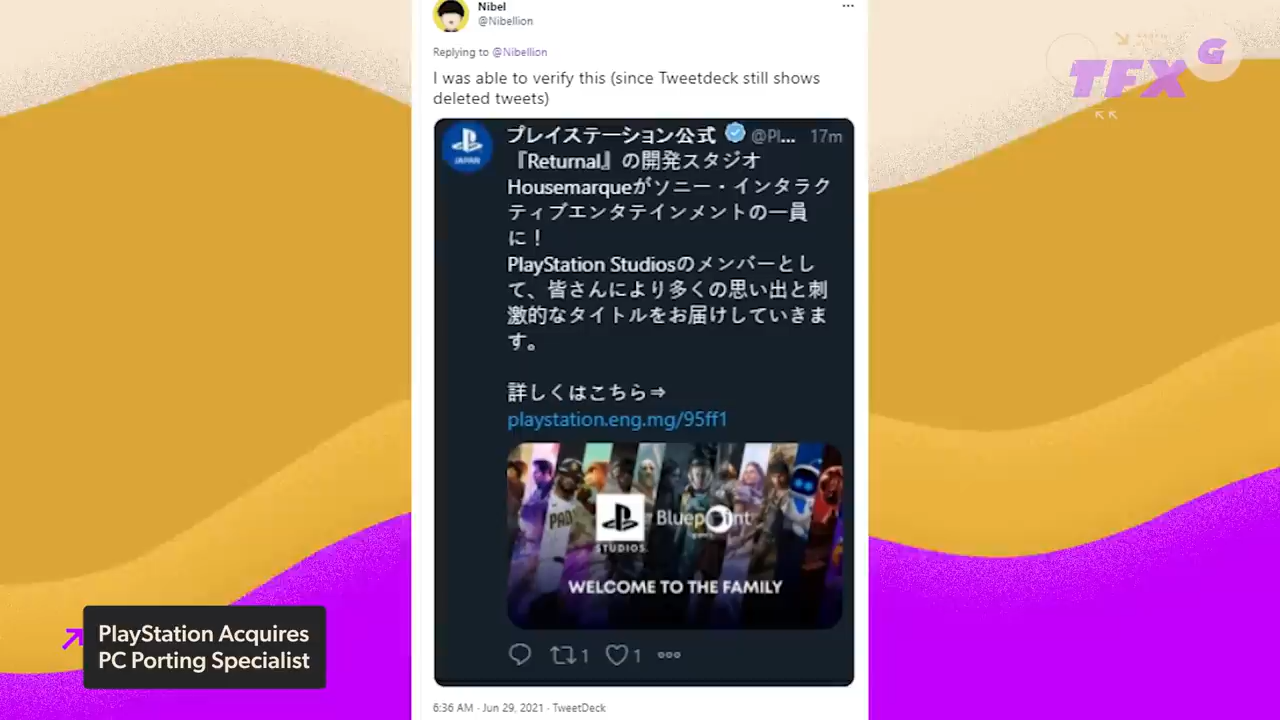 Nibel
@Nibellion
Replying to @Nibellion
I was able to verify this (since Tweetdeck still shows
deleted tweets)
プレイステーション公式 @Pl... 17m
『Returnal』の開発スタジオ
Housemarqueがソニー・インタラク
ティブエンタテインメントの一員
に！
PlayStation Studiosのメンバーとし
て、皆さんにより多くの思い出と刺
激的なタイトルをお届けしていきま
す。
詳しくはこちら⇒
playstation.eng.mg/95ff1
JAPAN
PAD
STUDIOS
Bluepoint
WELCOME TO THE FAMILY
1 1
6:36 AM · Jun 29, 2021 · TweetDeck
PlayStation Acquires
PC Porting Specialist
TFXG